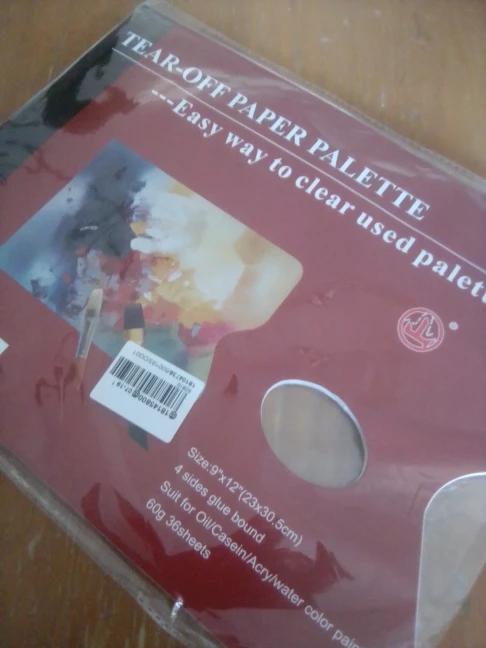 TEAR-OFF PAPER PALETTE
---Easy way to clear used palett
Size:9"x12"(23x30.5cm)
4 sides glue bound
Suit for Oil/Casein/Acry/water color pain
60g 36sheets